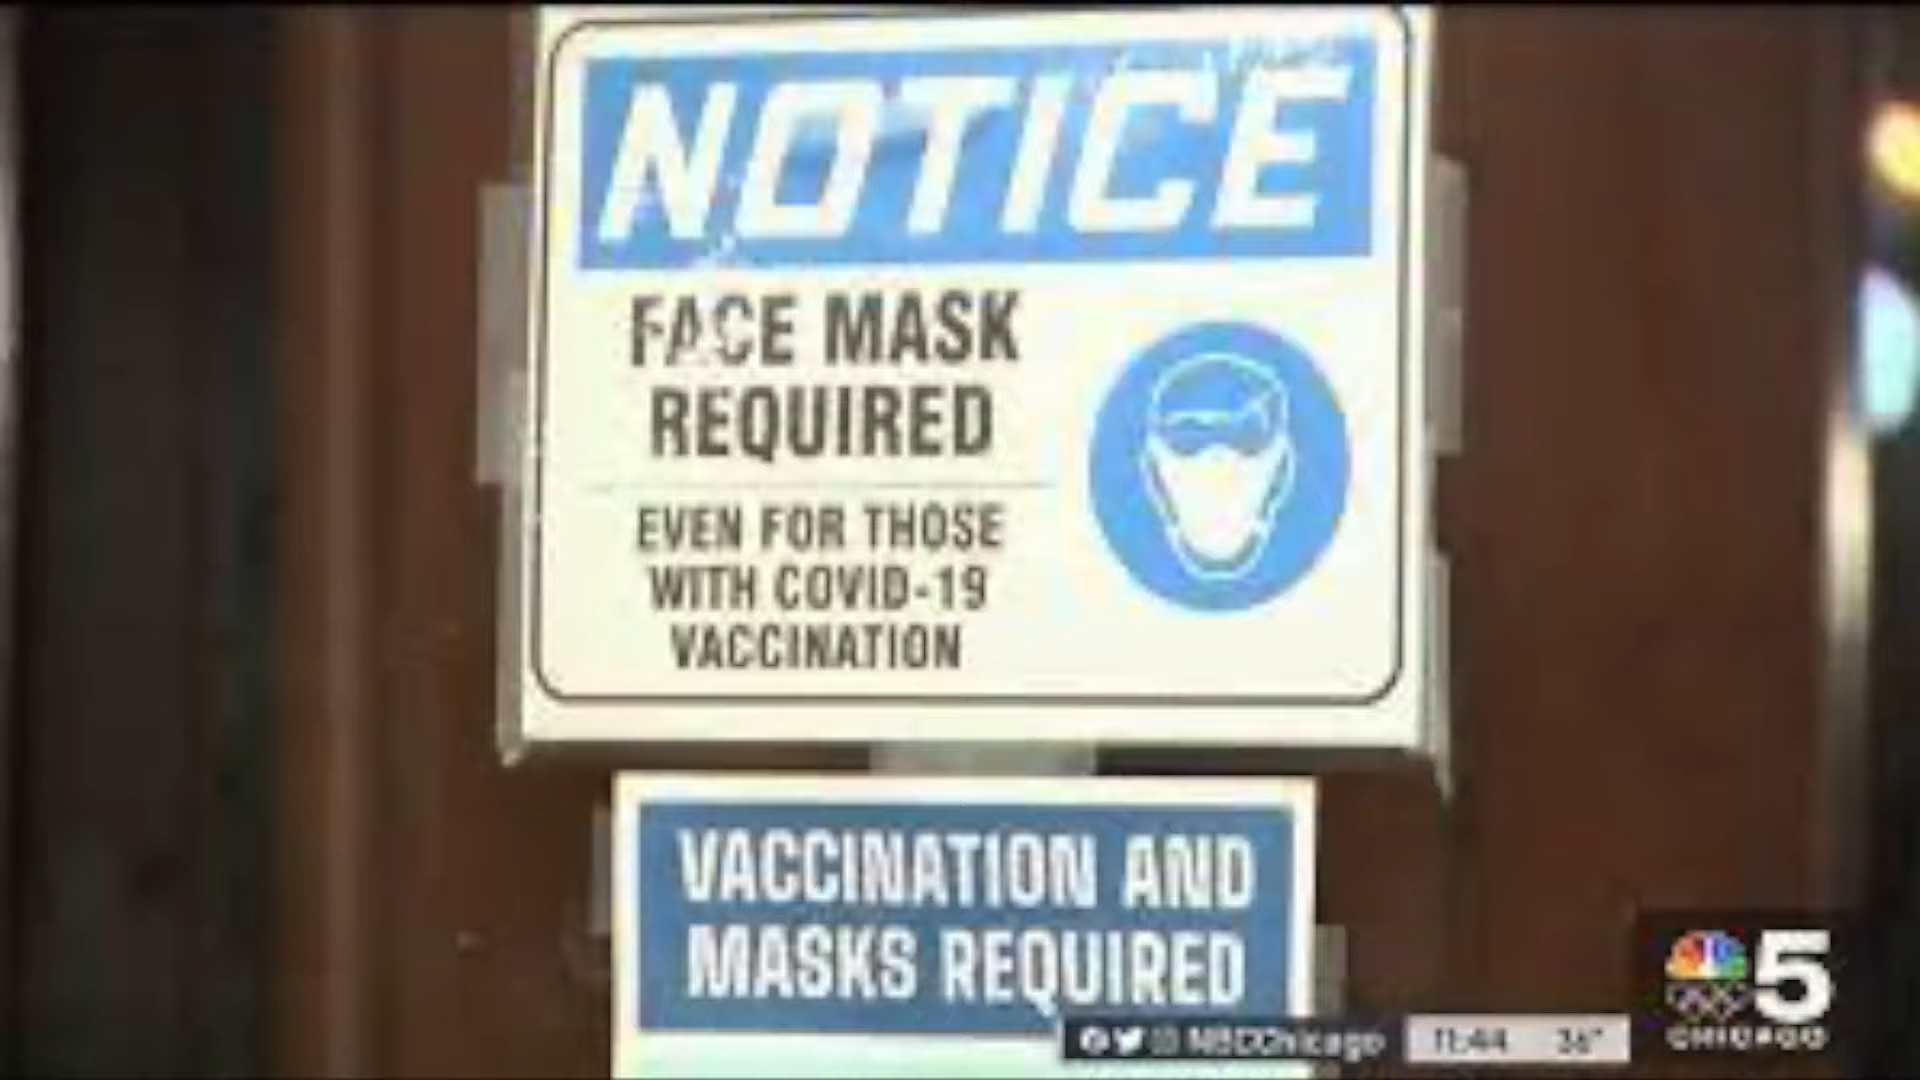 NOTICE
FACE MASK
REQUIRED
EVEN FOR THOSE
WITH COVID-19
VACCINATION
VACCINATION AND
MASKS REQUIRED
NBCChicago
11:44 36°
5
CHICAGO